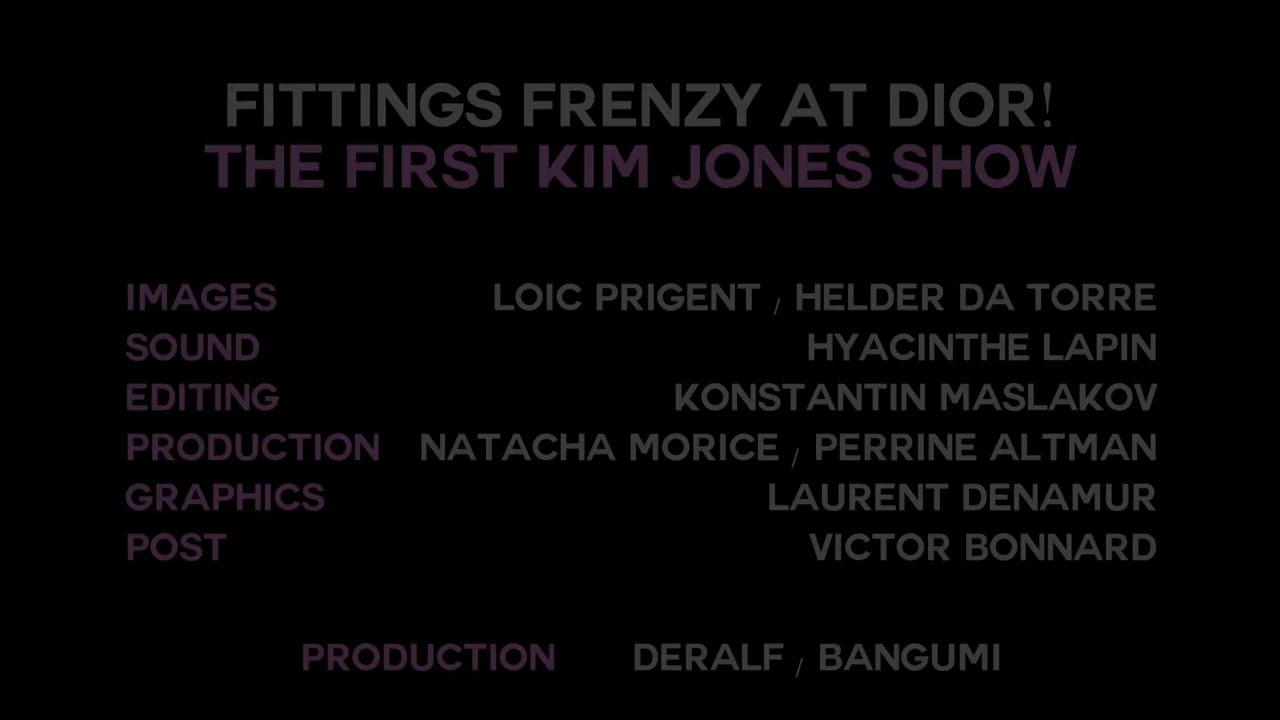 FITTINGS FRENZY AT DIOR!
THE FIRST KIM JONES SHOW
IMAGES LOIC PRIGENT / HELDER DA TORRE
SOUND HYACINTHE LAPIN
EDITING KONSTANTIN MASLAKOV
PRODUCTION NATACHA MORICE / PERRINE ALTMAN
GRAPHICS LAURENT DENAMUR
POST VICTOR BONNARD
PRODUCTION DERALF / BANGUMI